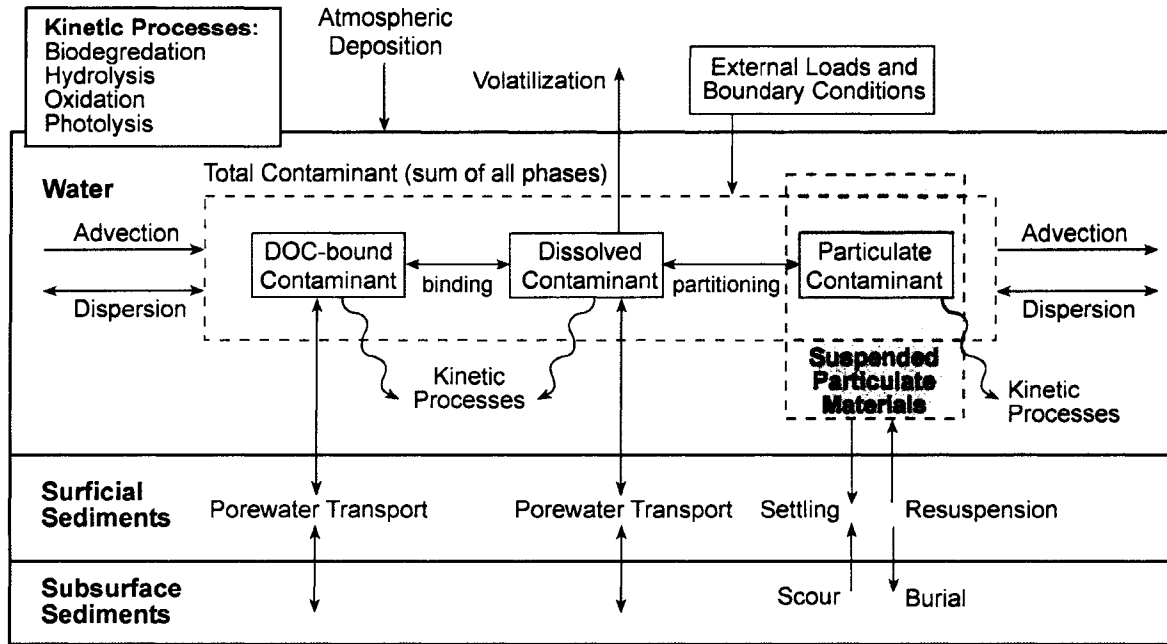 Kinetic Processes:
Biodegredation
Hydrolysis
Oxidation
Photolysis
Atmospheric
Deposition
Volatilization
External Loads and
Boundary Conditions
Water
Total Contaminant (sum of all phases)
Advection
Dispersion
DOC-bound
Contaminant
binding
Dissolved
Contaminant
partitioning
Particulate
Contaminant
Advection
Dispersion
Kinetic
Processes
Suspended
Particulate
Materials
Kinetic
Processes
Surficial
Sediments
Porewater Transport
Porewater Transport
Settling
Resuspension
Subsurface
Sediments
Scour
Burial